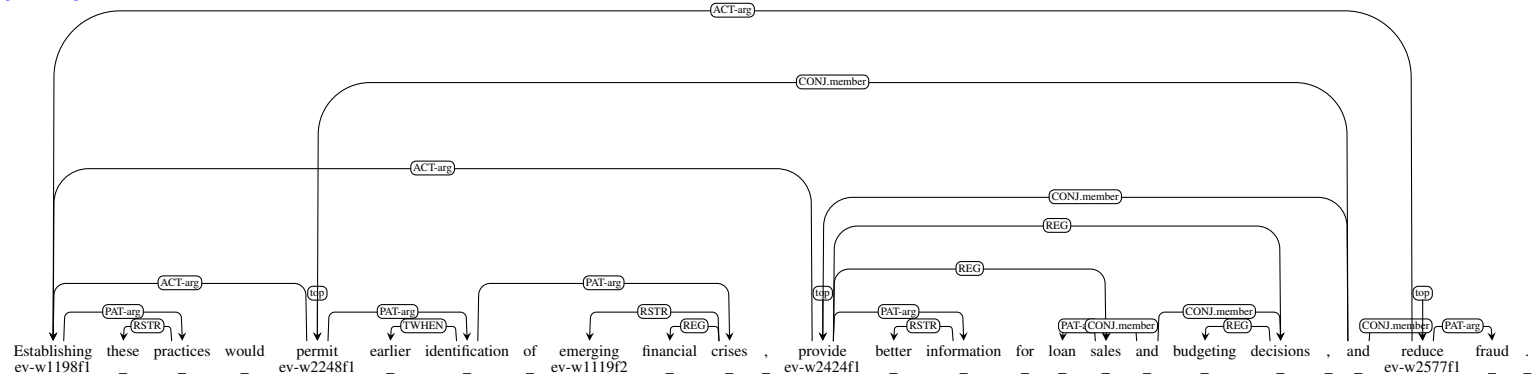 ACT-arg
CONJ.member
ACT-arg
CONJ.member
REG
REG
ACT-arg top PAT-arg top top
PAT-arg PAT-arg RSTR PAT-arg CONJ.member
RSTR TWHEN REG RSTR CONJ.member REG CONJ.member PAT-arg
Establishing these practices would permit earlier identification of emerging financial crises , provide better information for loan sales and budgeting decisions , and reduce fraud .
ev-w1198f1 _ _ _ ev-w2248f1 _ _ _ ev-w1119f2 _ _ _ ev-w2424f1 _ _ _ _ _ _ _ _ _ _ ev-w2577f1 _ _